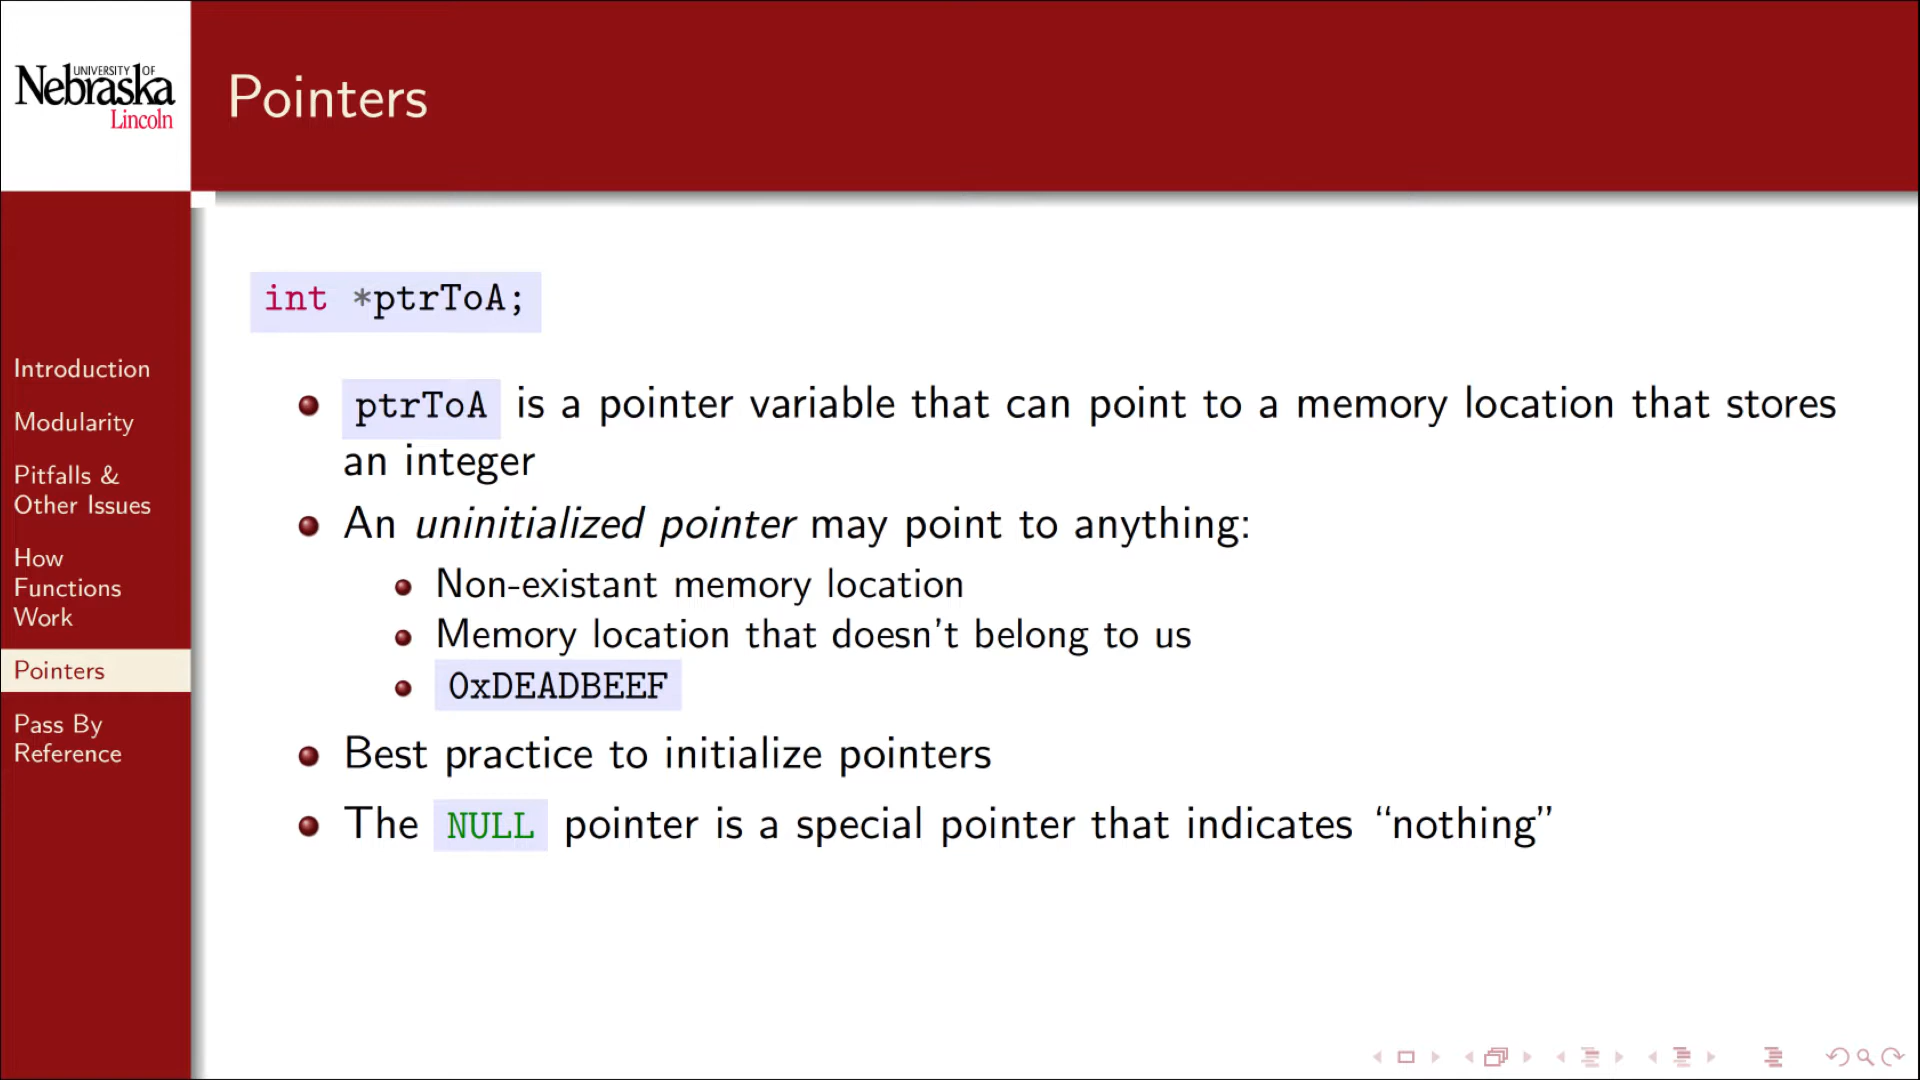 UNIVERSITY OF
Nebraska
Lincoln
Pointers
int *ptrToA;
ptrToA is a pointer variable that can point to a memory location that stores
an integer
An uninitialized pointer may point to anything:
Non-existant memory location
Memory location that doesn't belong to us
0xDEADBEEF
Best practice to initialize pointers
The NULL pointer is a special pointer that indicates “nothing”
Introduction
Modularity
Pitfalls &
Other Issues
How
Functions
Work
Pointers
Pass By
Reference